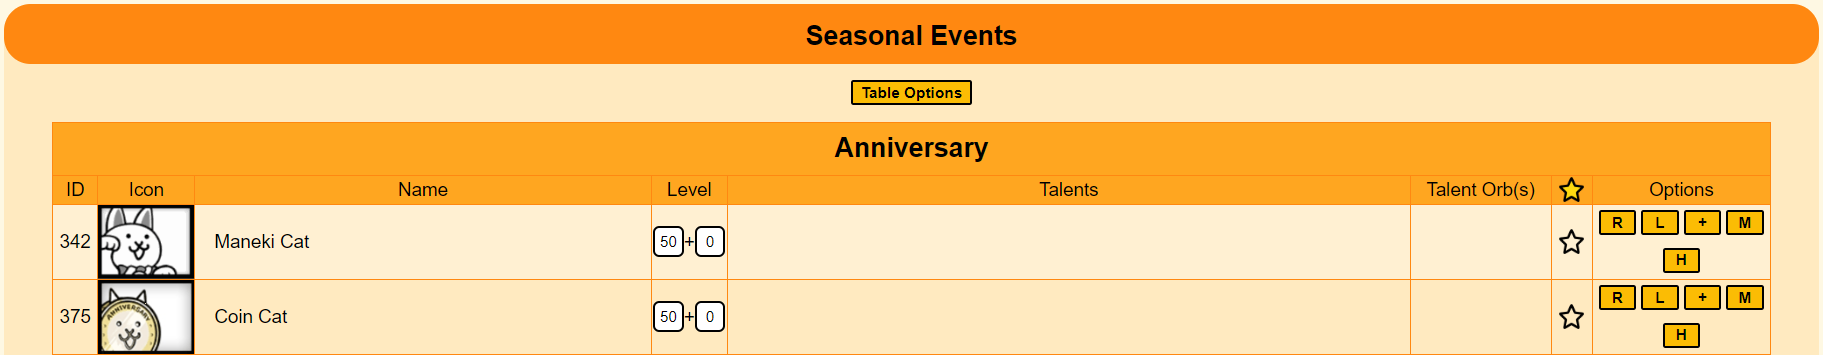 Seasonal Events
Table Options
Anniversary
ID Icon Name Level Talents Talent Orb(s) Options
342 Maneki Cat 50+0 R L + M
H
375 ANNIVERSARY Coin Cat 50+0 R L + M
H